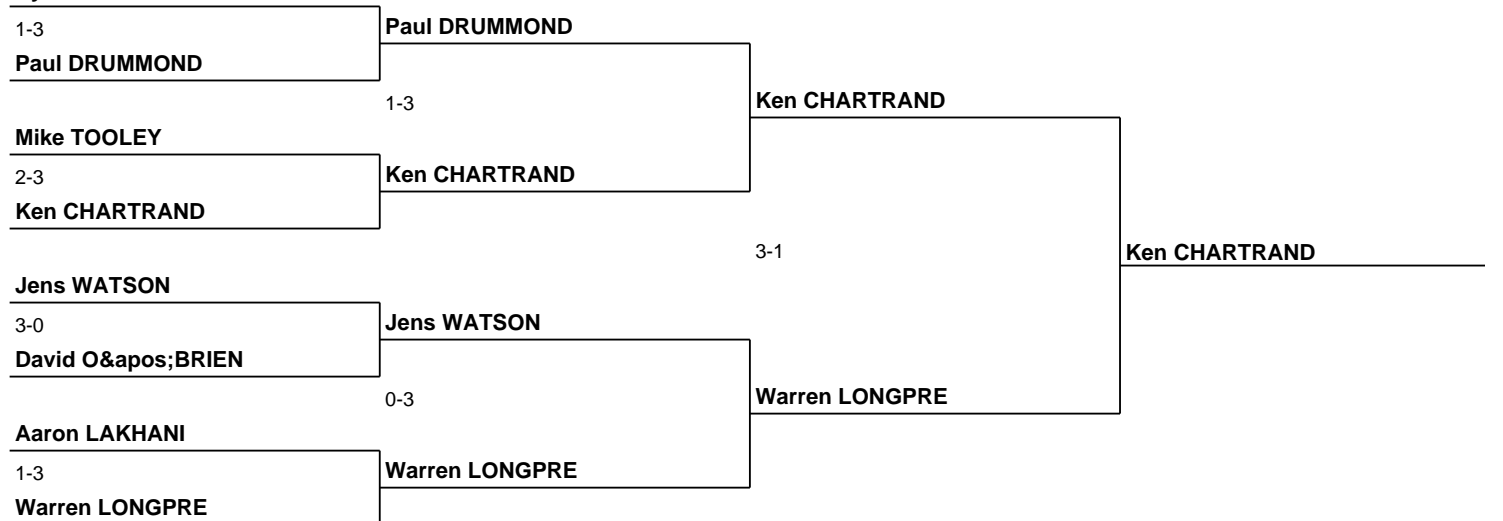 1-3
Paul DRUMMOND
Paul DRUMMOND
1-3
Ken CHARTRAND
Mike TOOLEY
2-3
Ken CHARTRAND
Ken CHARTRAND
3-1
Ken CHARTRAND
Jens WATSON
3-0
Jens WATSON
David O&apos;BRIEN
0-3
Warren LONGPRE
Aaron LAKHANI
1-3
Warren LONGPRE
Warren LONGPRE